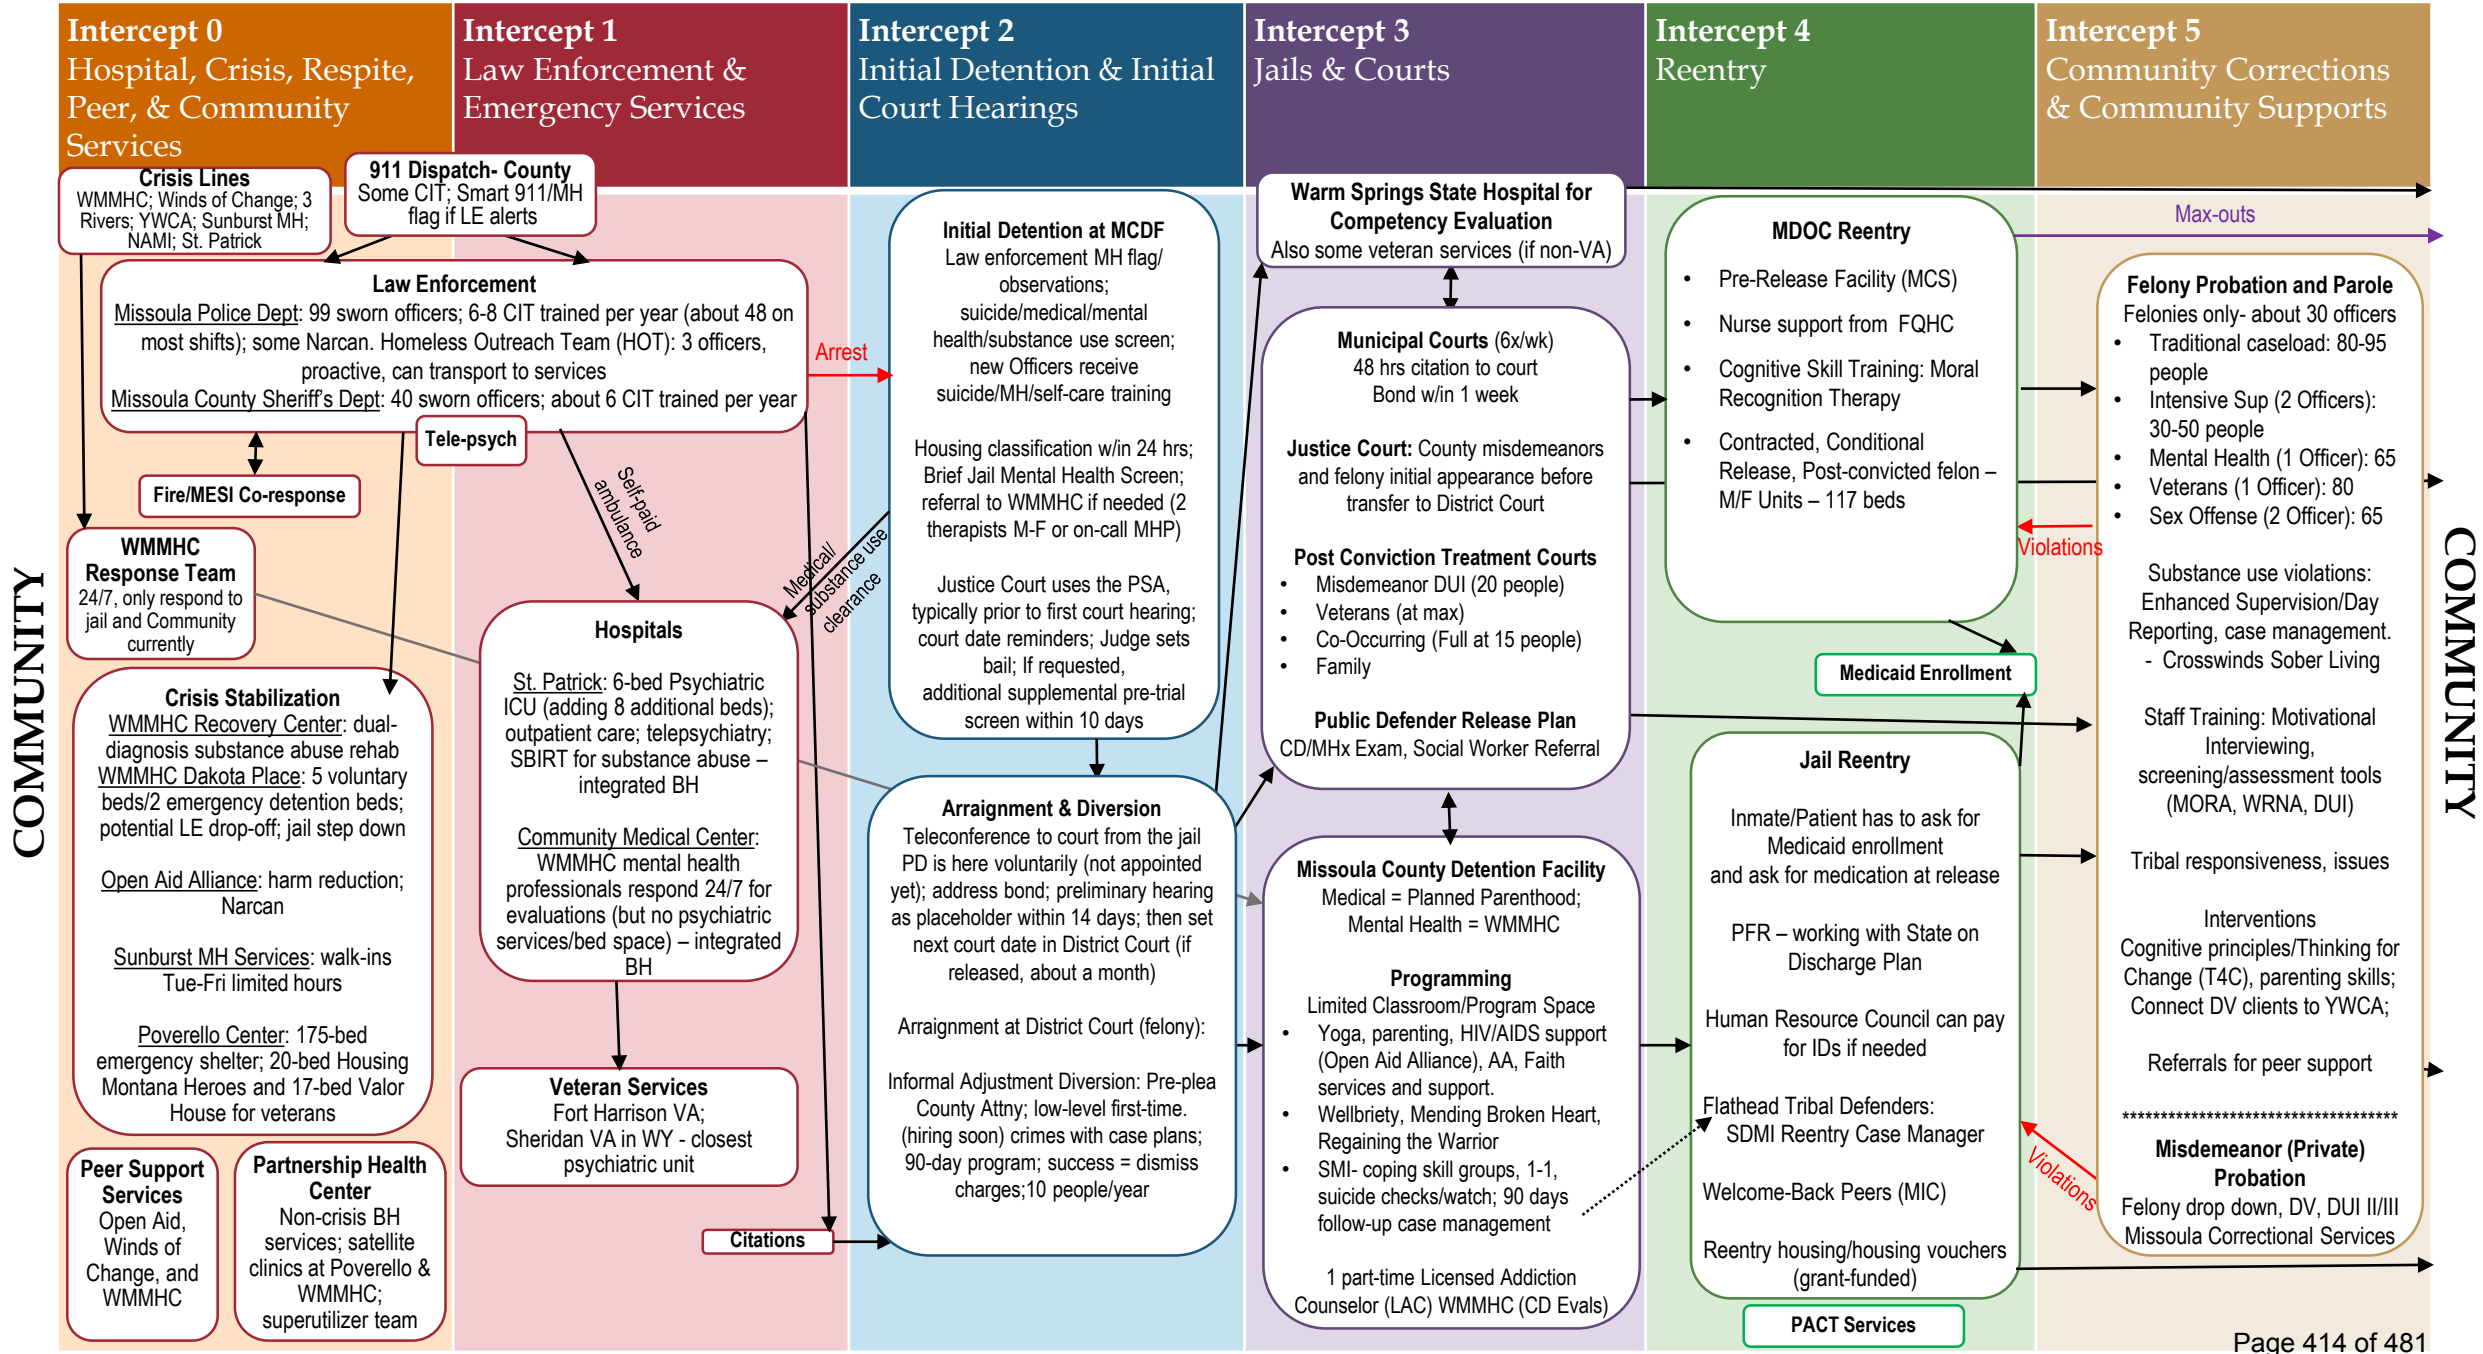 Intercept 0
Hospital, Crisis, Respite,
Peer, & Community
Services
Intercept 1
Law Enforcement &
Emergency Services
Intercept 2
Initial Detention & Initial
Court Hearings
Intercept 3
Jails & Courts
Intercept 4
Reentry
Intercept 5
Community Corrections
& Community Supports
COMMUNITY
Crisis Lines
WMMHC; Winds of Change; 3
Rivers; YWCA; Sunburst MH;
NAMI; St. Patrick
911 Dispatch- County
Some CIT; Smart 911/MH
flag if LE alerts
Law Enforcement
Missoula Police Dept: 99 sworn officers; 6-8 CIT trained per year (about 48 on
most shifts); some Narcan. Homeless Outreach Team (HOT): 3 officers,
proactive, can transport to services
Missoula County Sheriff's Dept: 40 sworn officers; about 6 CIT trained per year
Tele-psych
Fire/MESI Co-response
WMMHC
Response Team
24/7, only respond to
jail and Community
currently
Crisis Stabilization
WMMHC Recovery Center: dual-
diagnosis substance abuse rehab
WMMHC Dakota Place: 5 voluntary
beds/2 emergency detention beds;
potential LE drop-off; jail step down
Open Aid Alliance: harm reduction;
Narcan
Sunburst MH Services: walk-ins
Tue-Fri limited hours
Poverello Center: 175-bed
emergency shelter; 20-bed Housing
Montana Heroes and 17-bed Valor
House for veterans
Peer Support
Services
Open Aid,
Winds of
Change, and
WMMHC
Partnership Health
Center
Non-crisis BH
services; satellite
clinics at Poverello &
WMMHC;
superutilizer team
Arrest
Self-paid
ambulance
Medical/
substance use
clearance
Hospitals
St. Patrick: 6-bed Psychiatric
ICU (adding 8 additional beds);
outpatient care; telepsychiatry;
SBIRT for substance abuse –
integrated BH
Community Medical Center:
WMMHC mental health
professionals respond 24/7 for
evaluations (but no psychiatric
services/bed space) – integrated
BH
Veteran Services
Fort Harrison VA;
Sheridan VA in WY - closest
psychiatric unit
Citations
Initial Detention at MCDF
Law enforcement MH flag/
observations;
suicide/medical/mental
health/substance use screen;
new Officers receive
suicide/MH/self-care training
Housing classification w/in 24 hrs;
Brief Jail Mental Health Screen;
referral to WMMHC if needed (2
therapists M-F or on-call MHP)
Justice Court uses the PSA,
typically prior to first court hearing;
court date reminders; Judge sets
bail; If requested,
additional supplemental pre-trial
screen within 10 days
Arraignment & Diversion
Teleconference to court from the jail
PD is here voluntarily (not appointed
yet); address bond; preliminary hearing
as placeholder within 14 days; then set
next court date in District Court (if
released, about a month)
Arraignment at District Court (felony):
Informal Adjustment Diversion: Pre-plea
County Attny; low-level first-time.
(hiring soon) crimes with case plans;
90-day program; success = dismiss
charges;10 people/year
Warm Springs State Hospital for
Competency Evaluation
Also some veteran services (if non-VA)
Municipal Courts (6x/wk)
48 hrs citation to court
Bond w/in 1 week
Justice Court: County misdemeanors
and felony initial appearance before
transfer to District Court
Post Conviction Treatment Courts
• Misdemeanor DUI (20 people)
• Veterans (at max)
• Co-Occurring (Full at 15 people)
• Family
Public Defender Release Plan
CD/MHx Exam, Social Worker Referral
Missoula County Detention Facility
Medical = Planned Parenthood;
Mental Health = WMMHC
Programming
Limited Classroom/Program Space
• Yoga, parenting, HIV/AIDS support
(Open Aid Alliance), AA, Faith
services and support.
• Wellbriety, Mending Broken Heart,
Regaining the Warrior
• SMI- coping skill groups, 1-1,
suicide checks/watch; 90 days
follow-up case management
1 part-time Licensed Addiction
Counselor (LAC) WMMHC (CD Evals)
MDOC Reentry
• Pre-Release Facility (MCS)
• Nurse support from FQHC
• Cognitive Skill Training: Moral
Recognition Therapy
• Contracted, Conditional
Release, Post-convicted felon –
M/F Units – 117 beds
Medicaid Enrollment
Jail Reentry
Inmate/Patient has to ask for
Medicaid enrollment
and ask for medication at release
PFR – working with State on
Discharge Plan
Human Resource Council can pay
for IDs if needed
Flathead Tribal Defenders:
SDMI Reentry Case Manager
Welcome-Back Peers (MIC)
Reentry housing/housing vouchers
(grant-funded)
PACT Services
Max-outs
Violations
Violations
Felony Probation and Parole
Felonies only- about 30 officers
• Traditional caseload: 80-95
people
• Intensive Sup (2 Officers):
30-50 people
• Mental Health (1 Officer): 65
• Veterans (1 Officer): 80
• Sex Offense (2 Officer): 65
Substance use violations:
Enhanced Supervision/Day
Reporting, case management.
- Crosswinds Sober Living
Staff Training: Motivational
Interviewing,
screening/assessment tools
(MORA, WRNA, DUI)
Tribal responsiveness, issues
Interventions
Cognitive principles/Thinking for
Change (T4C), parenting skills;
Connect DV clients to YWCA;
Referrals for peer support
************************************
Misdemeanor (Private)
Probation
Felony drop down, DV, DUI II/III
Missoula Correctional Services
COMMUNITY
Page 414 of 481